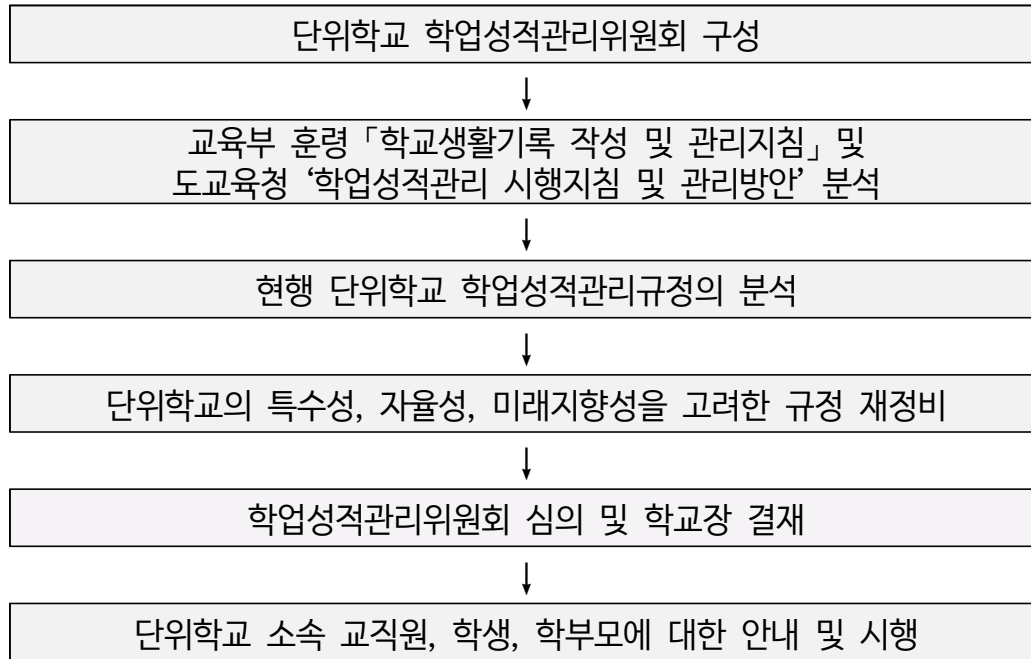 단위학교 학업성적관리위원회 구성
교육부 훈령 「학교생활기록 작성 및 관리지침」 및
도교육청 ‘학업성적관리 시행지침 및 관리방안’ 분석
현행 단위학교 학업성적관리규정의 분석
단위학교의 특수성, 자율성, 미래지향성을 고려한 규정 재정비
학업성적관리위원회 심의 및 학교장 결재
단위학교 소속 교직원, 학생, 학부모에 대한 안내 및 시행